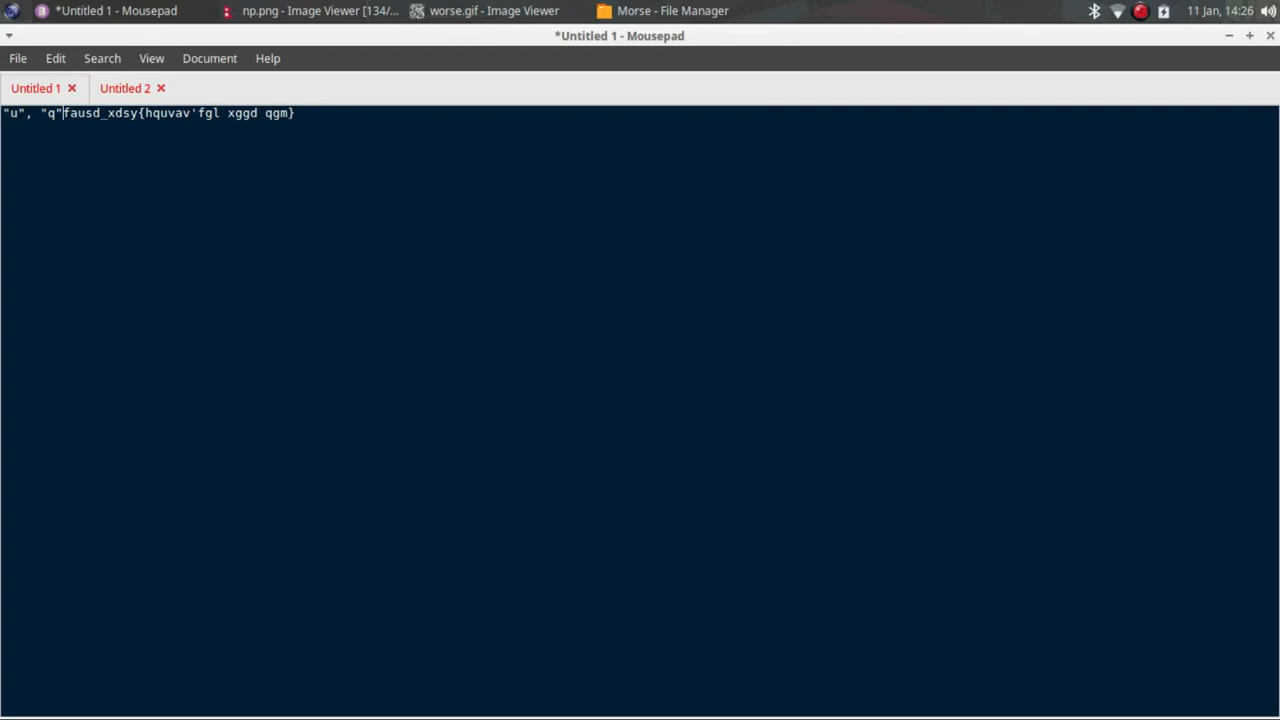 *Untitled 1 - Mousepad
np.png - Image Viewer [134/...
worse.gif - Image Viewer
Morse - File Manager
11 Jan, 14:26
*Untitled 1 - Mousepad
File Edit Search View Document Help
Untitled 1
Untitled 2
"u", "q"fausd_xdsy{hquvav'fgl xggd qgm}